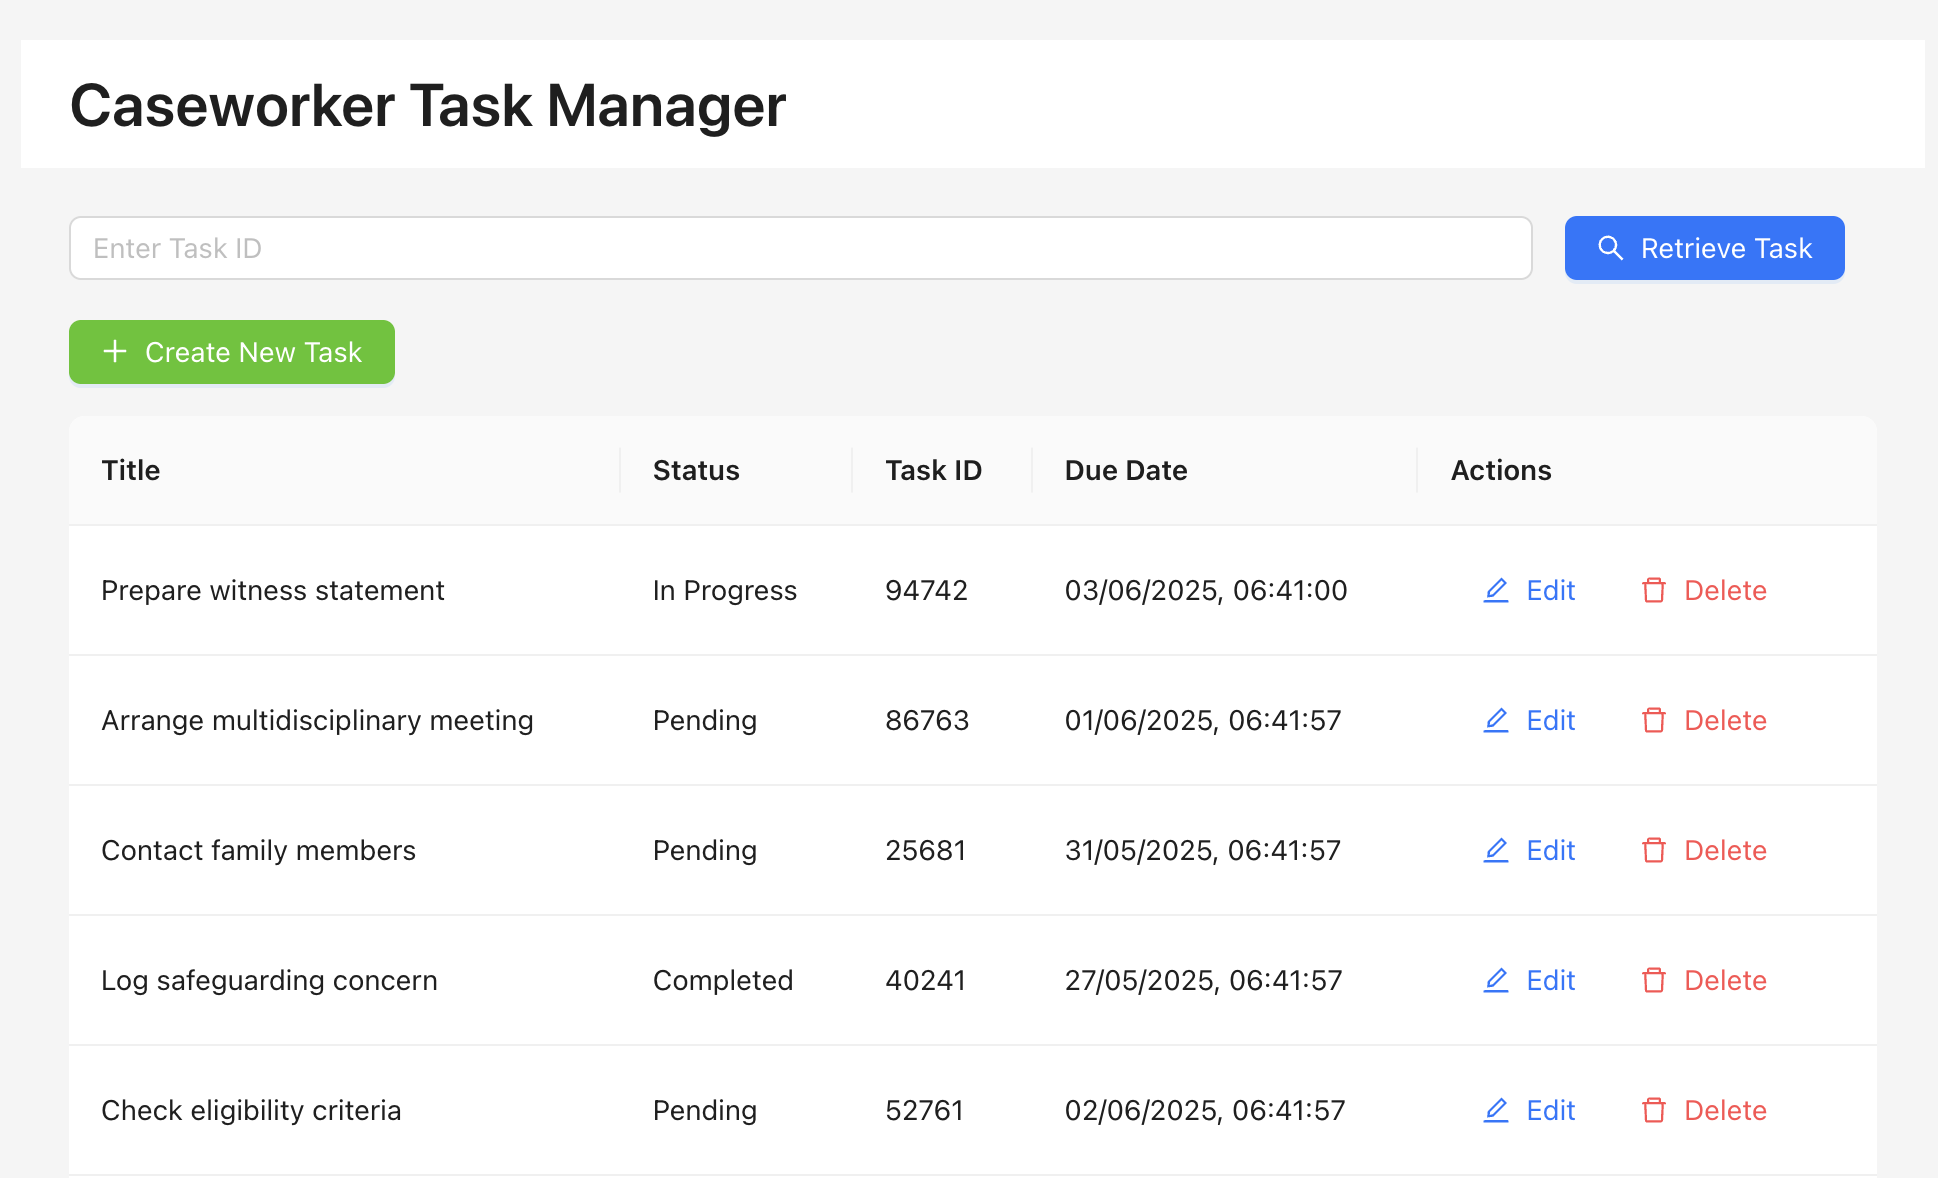 Caseworker Task Manager
Enter Task ID
Retrieve Task
Create New Task
Title Status Task ID Due Date Actions
Prepare witness statement In Progress 94742 03/06/2025, 06:41:00 Edit Delete
Arrange multidisciplinary meeting Pending 86763 01/06/2025, 06:41:57 Edit Delete
Contact family members Pending 25681 31/05/2025, 06:41:57 Edit Delete
Log safeguarding concern Completed 40241 27/05/2025, 06:41:57 Edit Delete
Check eligibility criteria Pending 52761 02/06/2025, 06:41:57 Edit Delete